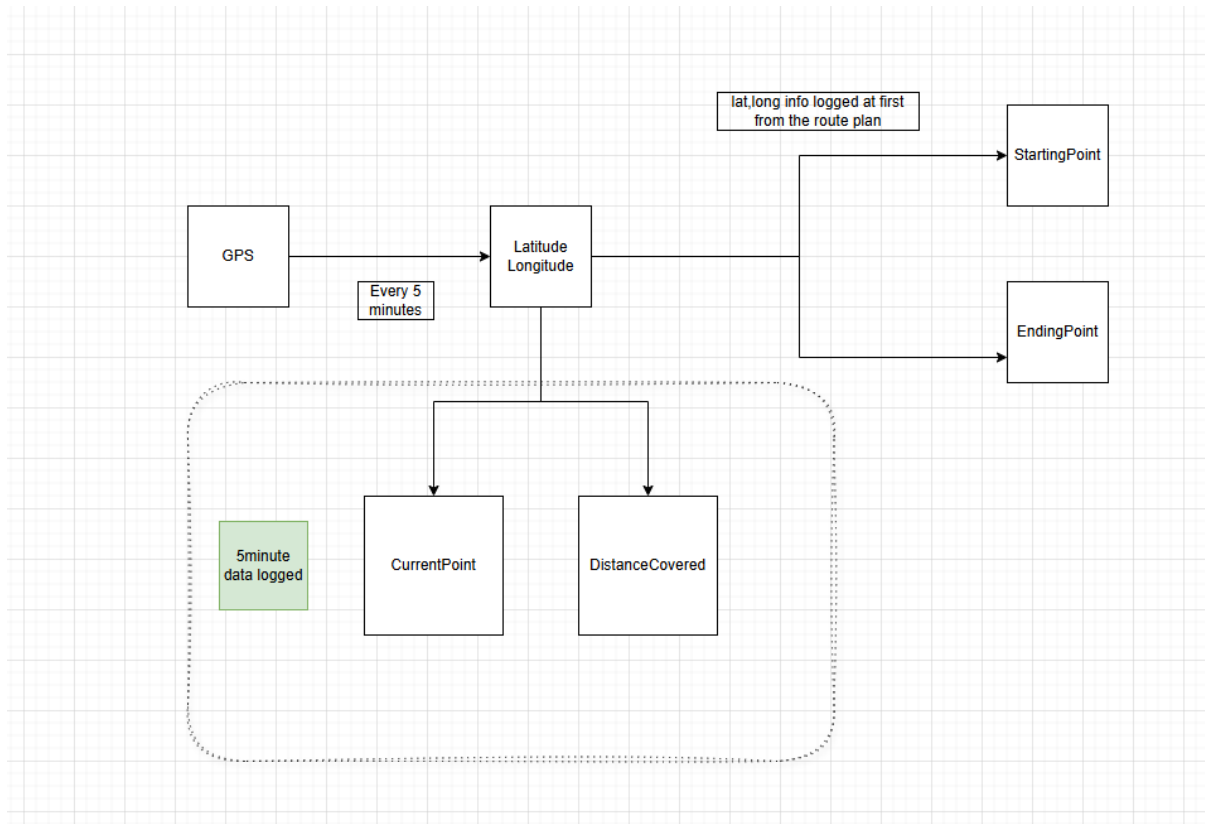 lat,long info logged at first
from the route plan
StartingPoint
GPS
Latitude
Longitude
Every 5
minutes
EndingPoint
5minute
data logged
CurrentPoint
DistanceCovered